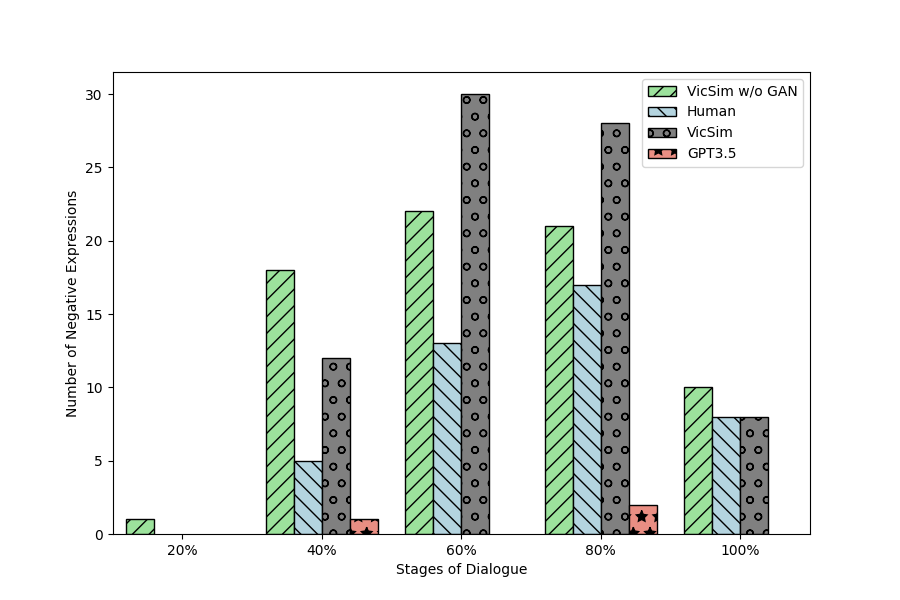 30
25
20
15
10
5
0
Number of Negative Expressions
VicSim w/o GAN
Human
VicSim
GPT3.5
20%
40%
60%
80%
100%
Stages of Dialogue